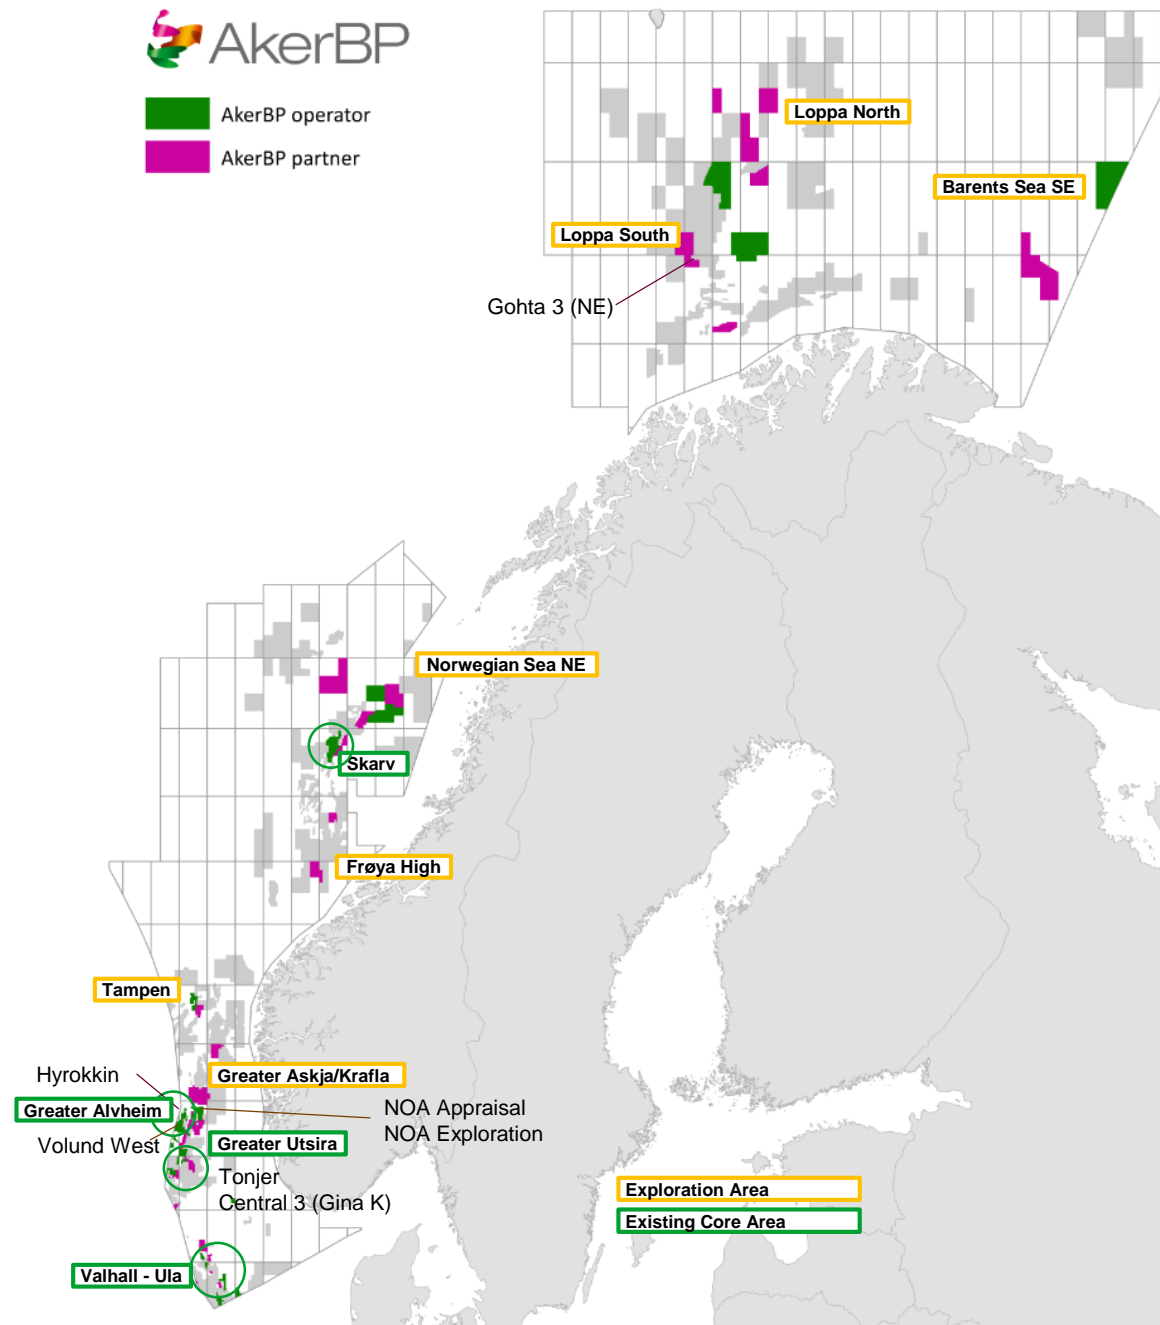 AkerBP
AkerBP operator
AkerBP partner
Loppa North
Barents Sea SE
Loppa South
Gohta 3 (NE)
Norwegian Sea NE
Skarv
Frøya High
Tampen
Greater Askja/Krafla
Hyrokkin
Greater Alvheim
NOA Appraisal
NOA Exploration
Volund West
Greater Utsira
Tonjer
Central 3 (Gina K)
Exploration Area
Existing Core Area
Valhall - Ula